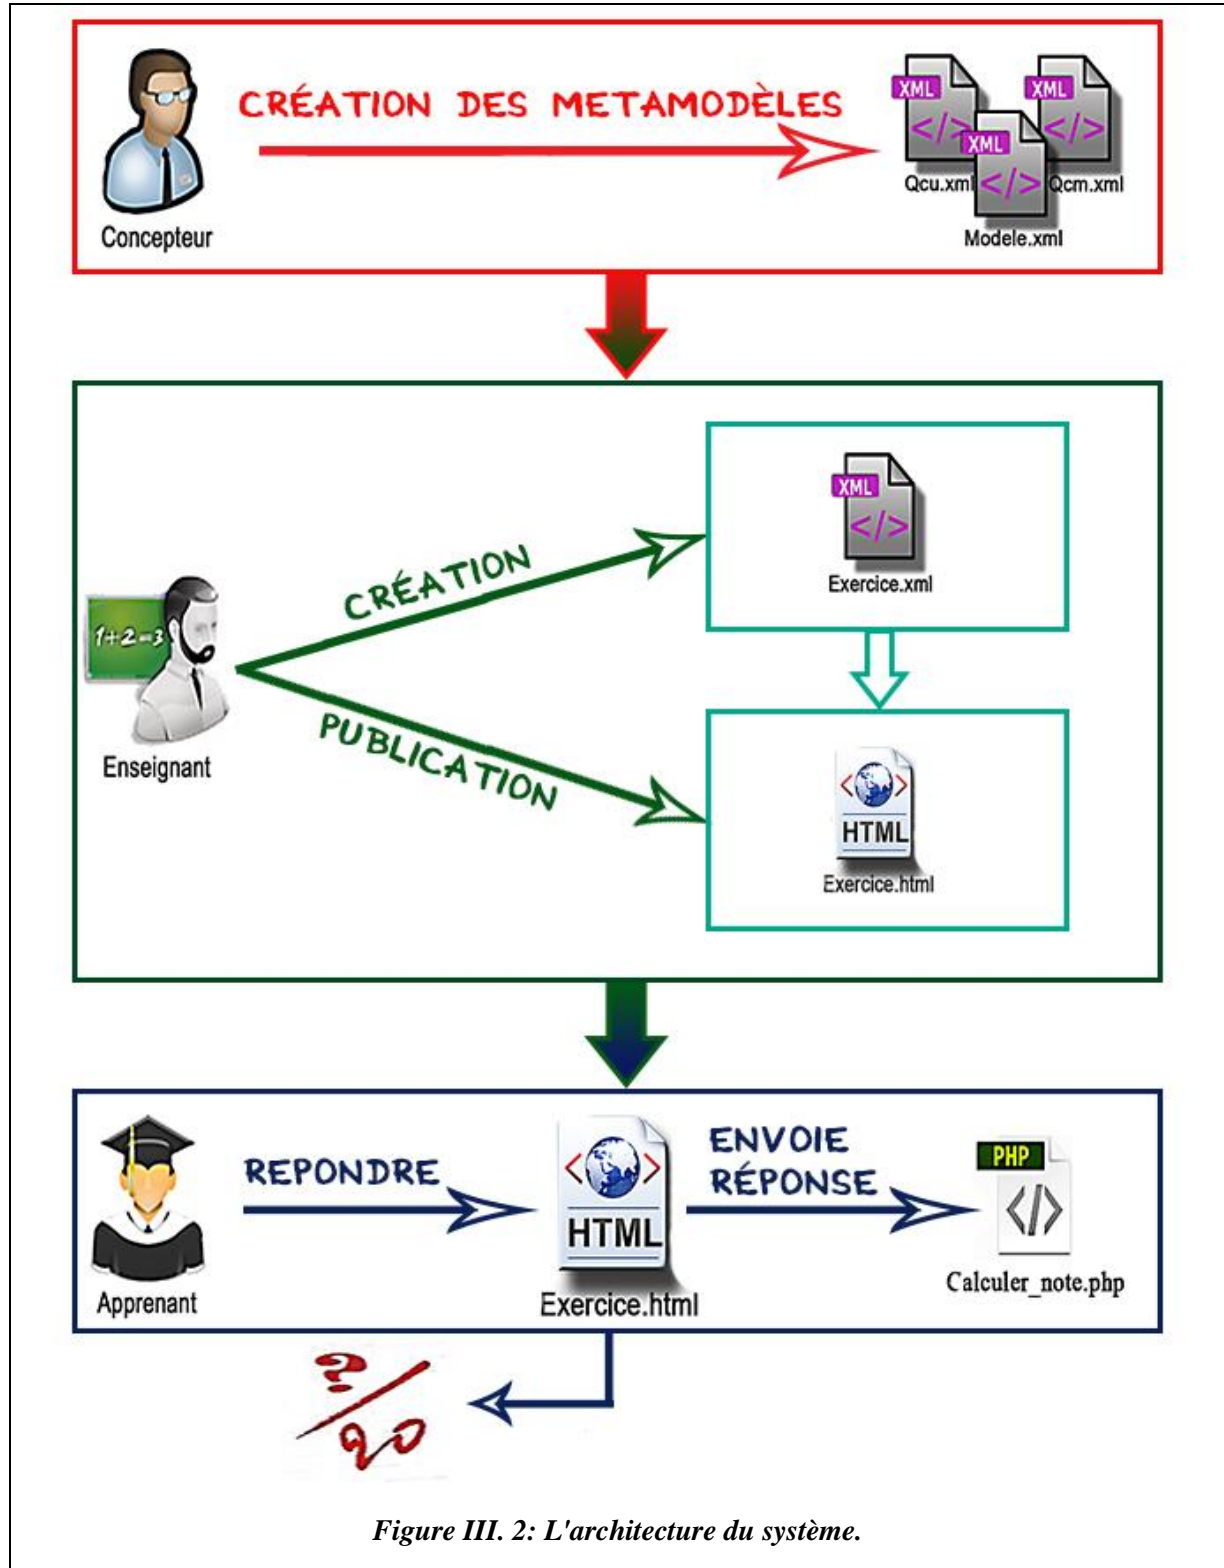 CRÉATION DES METAMODÈLES
XML
XML
XML
</>
</>
</>
Qcu.xml
Qcm.xml
Modele.xml
Concepteur
XML
</>
Exercice.xml
CRÉATION
1+2=3
Enseignant
PUBLICATION
<>
HTML
Exercice.html
REPONDRE
ENVOIE
RÉPONSE
<>
HTML
PHP
</>
Apprenant
Exercice.html
Calculer_note.php
?/20
Figure III. 2: L'architecture du système.